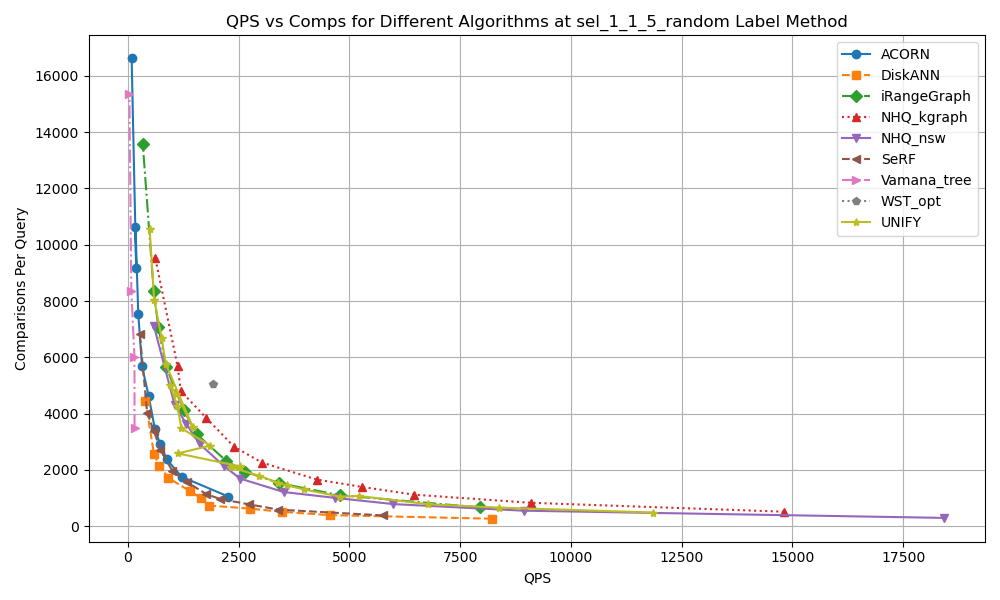 QPS vs Comps for Different Algorithms at sel_1_1_5_random Label Method
Comparisons Per Query
16000
14000
12000
10000
8000
6000
4000
2000
0
0
2500
5000
7500
10000
12500
15000
17500
QPS
ACORN
DiskANN
iRangeGraph
NHQ_kgraph
NHQ_nsw
SeRF
Vamana_tree
WST_opt
UNIFY